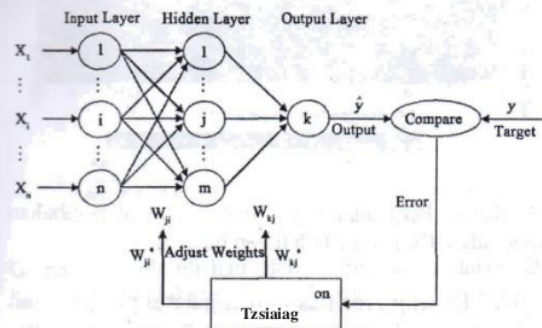 Input Layer Hidden Layer Output Layer
X₁ 1 1
⋮ ⋮ ⋮
Xᵢ i j k ŷ Output Compare y Target
⋮ ⋮ ⋮
Xₙ n m
Error
Wji Wkj
Wji* Adjust Weights Wkj*
on
Tzsiaiag